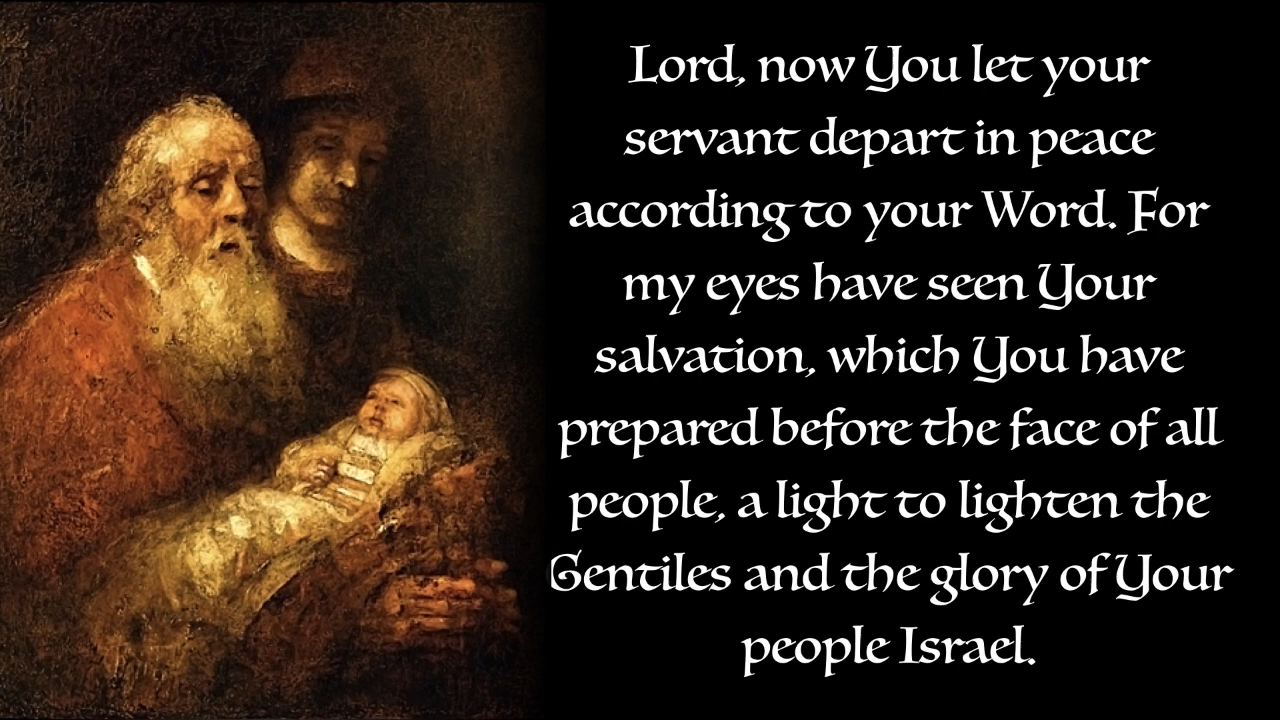 Lord, now You let your
servant depart in peace
according to your Word. For
my eyes have seen Your
salvation, which You have
prepared before the face of all
people, a light to lighten the
Gentiles and the glory of Your
people Israel.